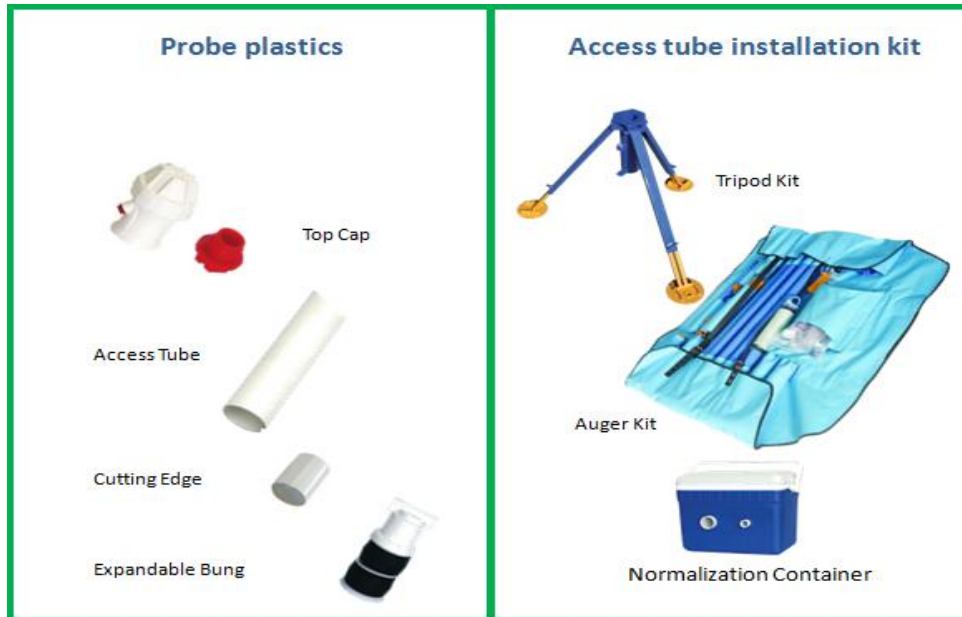 Probe plastics
Top Cap
Access Tube
Cutting Edge
Expandable Bung
Access tube installation kit
Tripod Kit
Auger Kit
Normalization Container